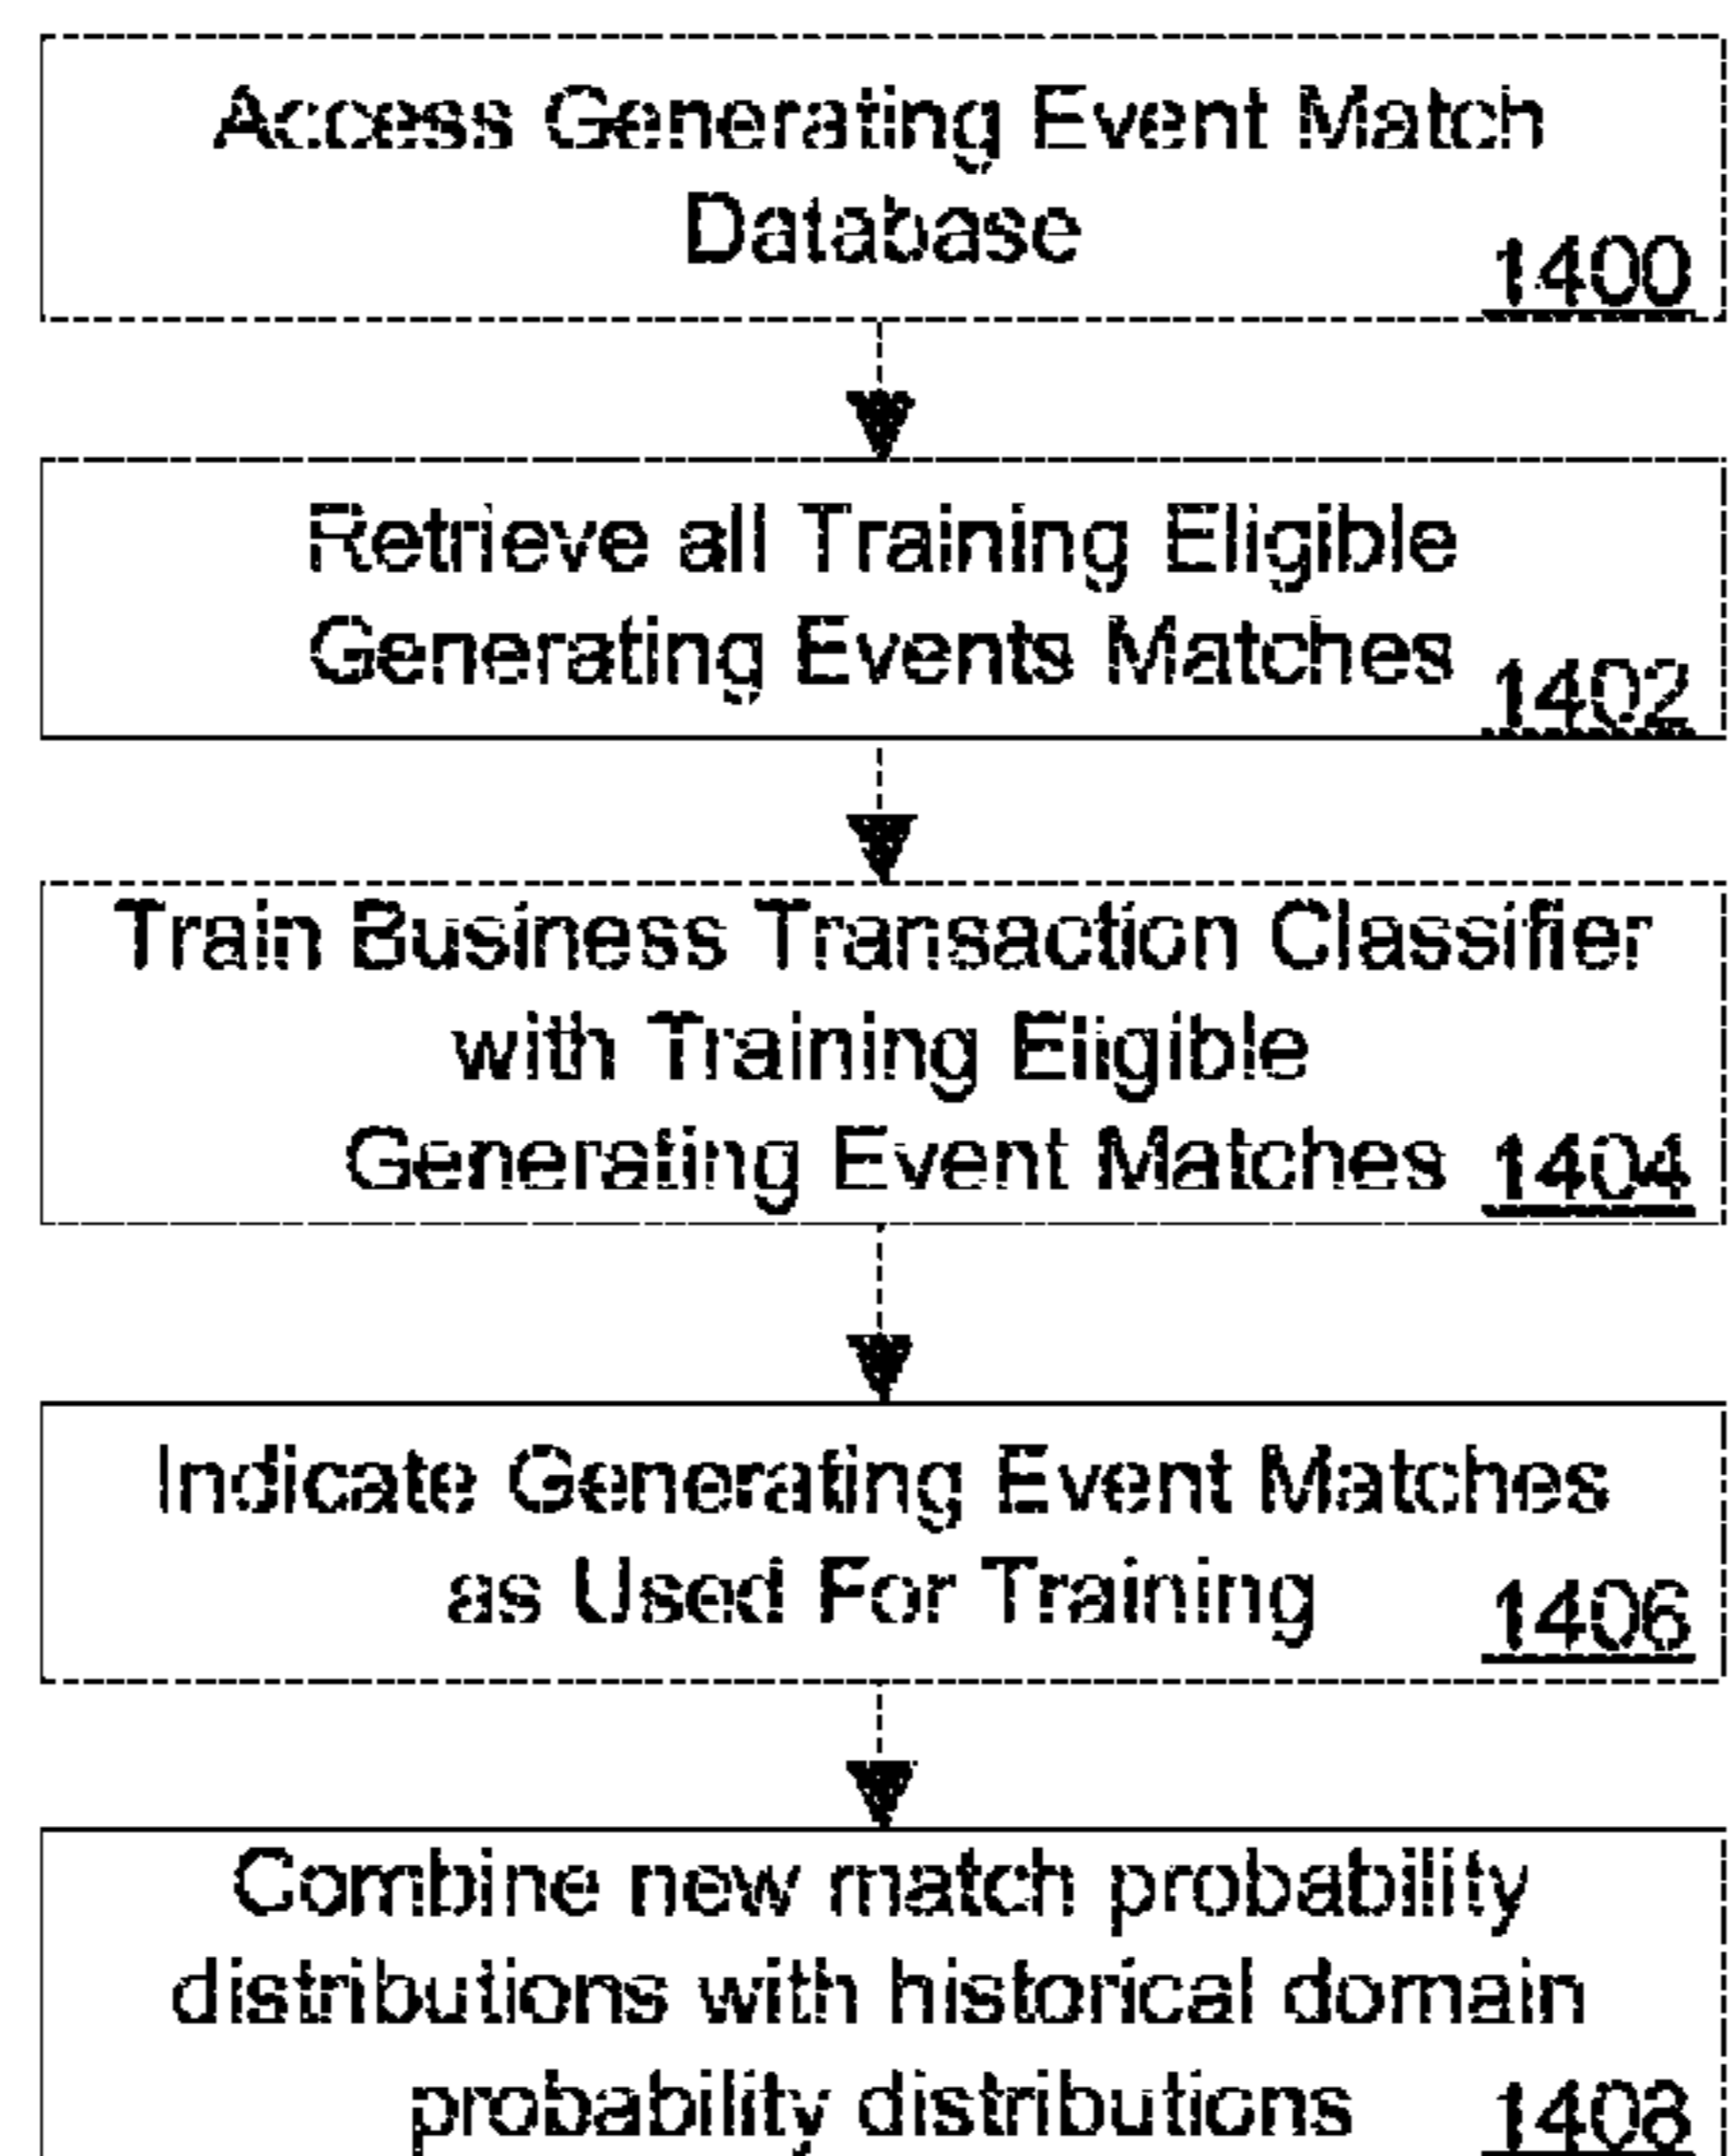 Access Generating Event Match
Database
1400
Retrieve all Training Eligible
Generating Events Matches
1402
Train Business Transaction Classifier
with Training Eligible
Generating Event Matches 1404
Indicate Generating Event Matches
as Used For Training
1406
Combine new match probability
distributions with historical domain
probability distributions 1408